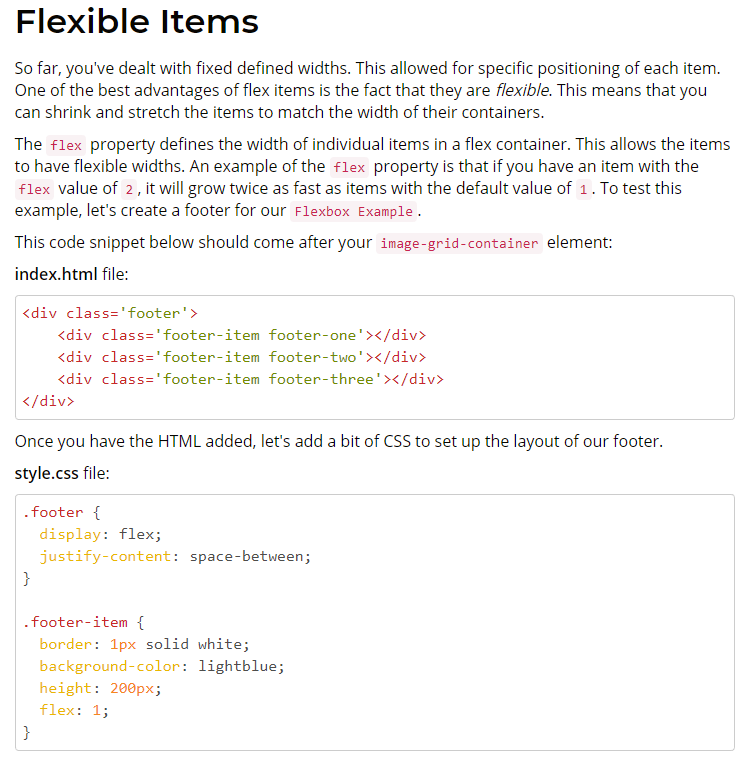 Flexible Items
So far, you've dealt with fixed defined widths. This allowed for specific positioning of each item.
One of the best advantages of flex items is the fact that they are flexible. This means that you
can shrink and stretch the items to match the width of their containers.
The flex property defines the width of individual items in a flex container. This allows the items
to have flexible widths. An example of the flex property is that if you have an item with the
flex value of 2, it will grow twice as fast as items with the default value of 1. To test this
example, let's create a footer for our Flexbox Example.
This code snippet below should come after your image-grid-container element:
index.html file:
<div class='footer'>
    <div class='footer-item footer-one'></div>
    <div class='footer-item footer-two'></div>
    <div class='footer-item footer-three'></div>
</div>
Once you have the HTML added, let's add a bit of CSS to set up the layout of our footer.
style.css file:
.footer {
  display: flex;
  justify-content: space-between;
}
.footer-item {
  border: 1px solid white;
  background-color: lightblue;
  height: 200px;
  flex: 1;
}